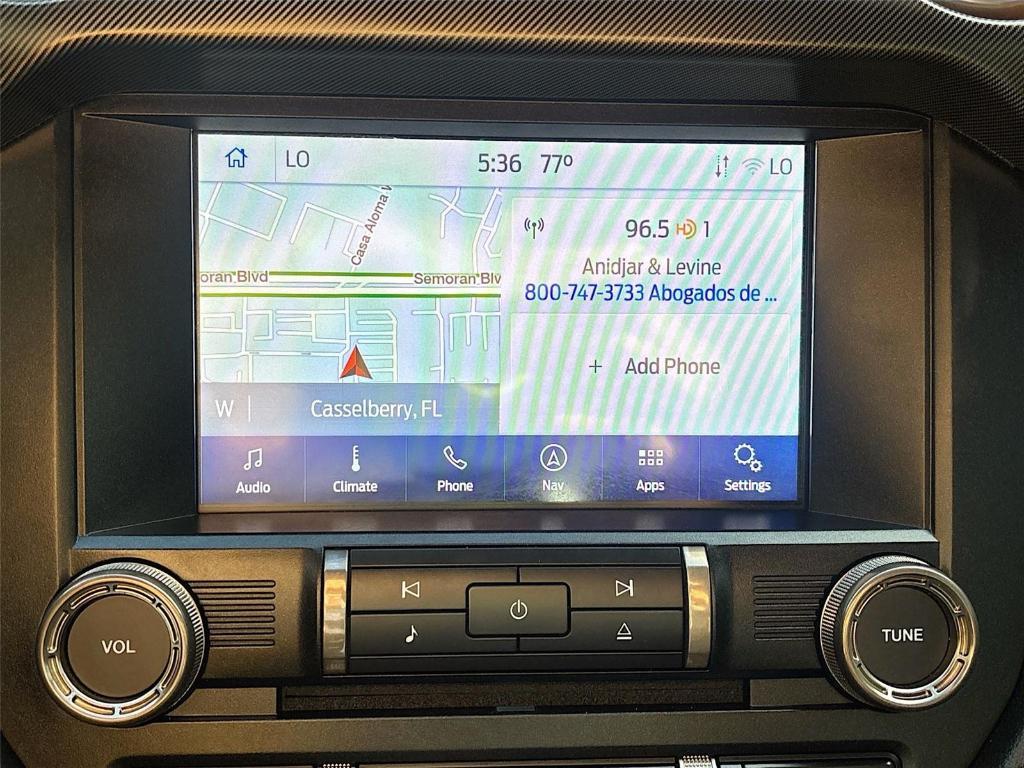 LO
5:36 77°
LO
Casa Aloma W
oran Blvd
Semoran Blv
96.5 HD 1
Anidjar & Levine
800-747-3733 Abogados de ...
+ Add Phone
W | Casselberry, FL
Audio
Climate
Phone
Nav
Apps
Settings
VOL
TUNE